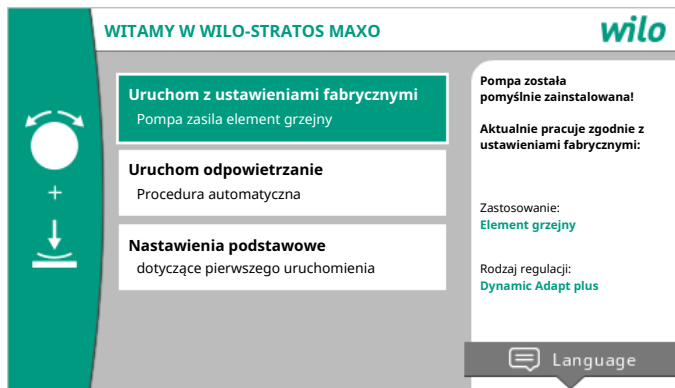 WITAMY W WILO-STRATOS MAXO
wilo
Uruchom z ustawieniami fabrycznymi
Pompa zasila element grzejny
Uruchom odpowietrzanie
Procedura automatyczna
Nastawienia podstawowe
dotyczące pierwszego uruchomienia
+
Pompa została
pomyślnie zainstalowana!
Aktualnie pracuje zgodnie z
ustawieniami fabrycznymi:
Zastosowanie:
Element grzejny
Rodzaj regulacji:
Dynamic Adapt plus
Language